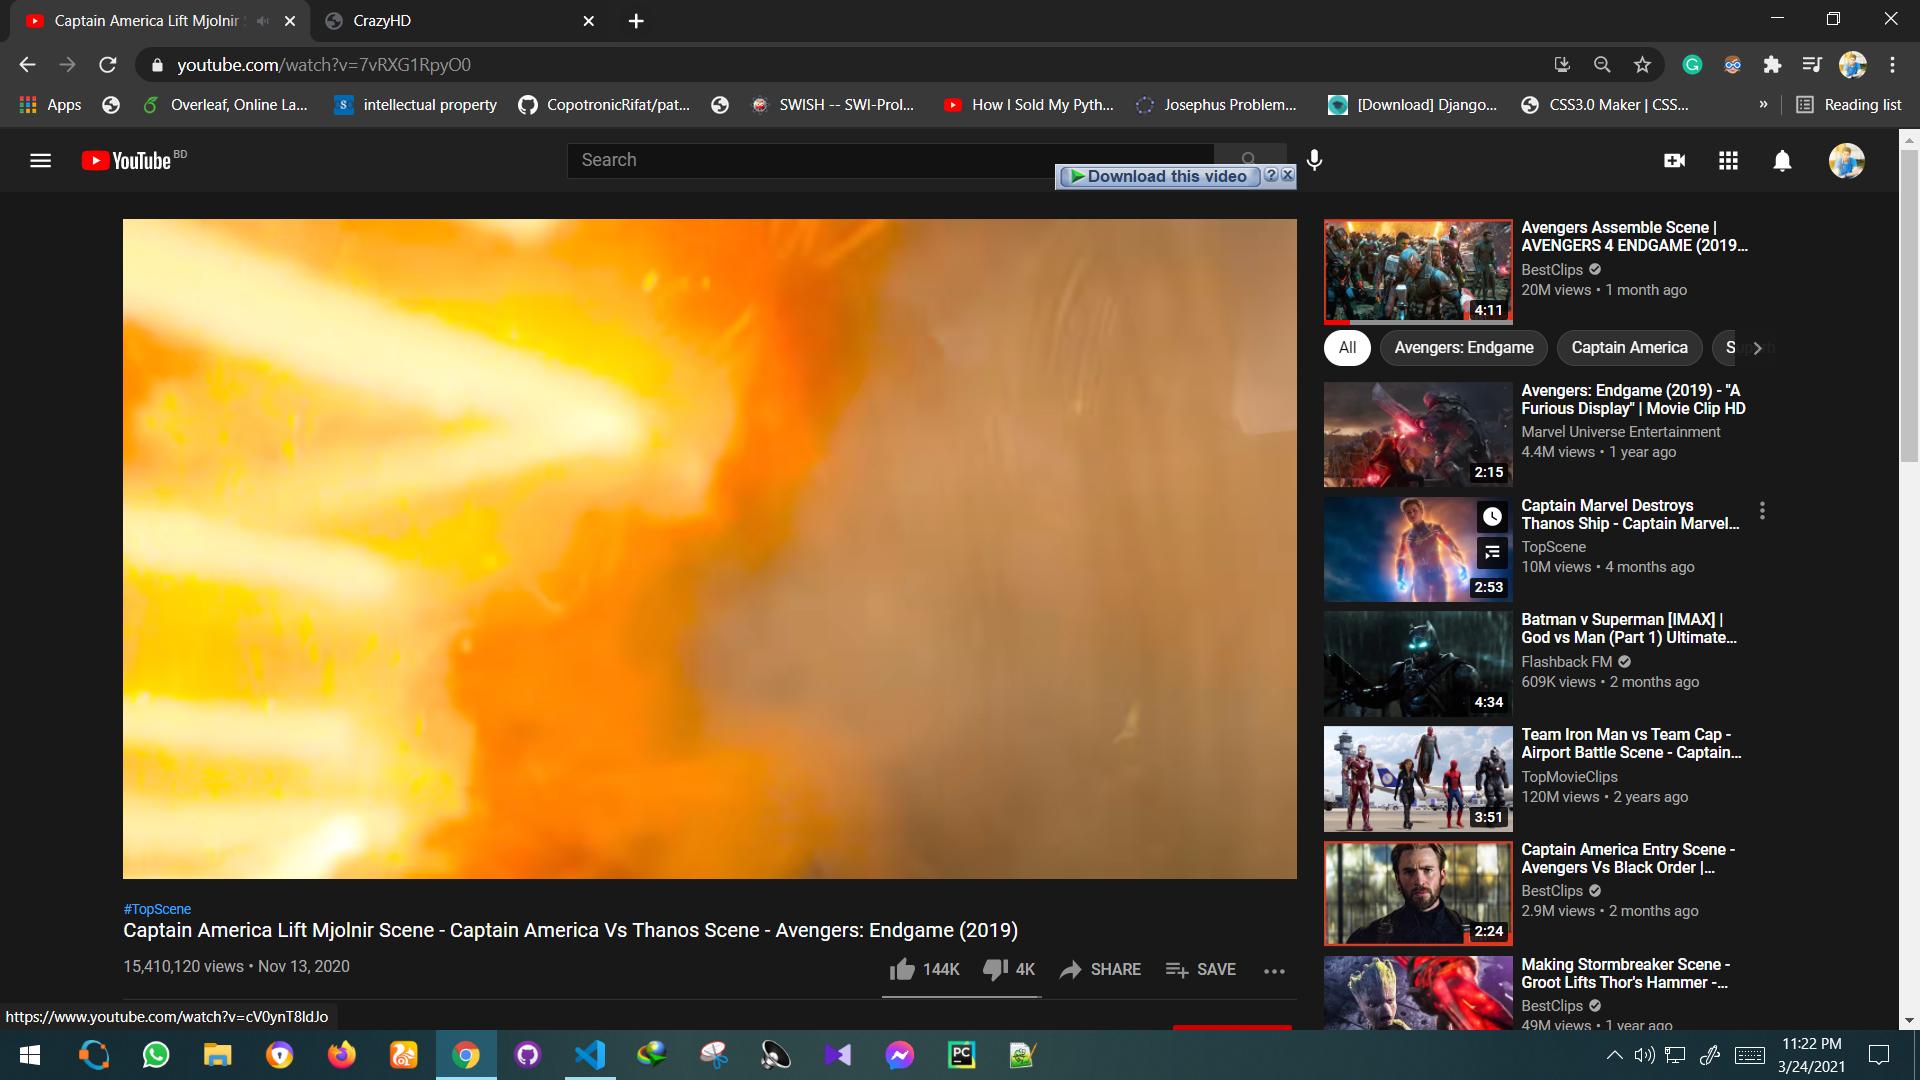 Captain America Lift Mjolnir
CrazyHD
youtube.com/watch?v=7vRXG1RpyO0
Apps
Overleaf, Online La...
intellectual property
CopotronicRifat/pat...
SWISH -- SWI-Prol...
How I Sold My Pyth...
Josephus Problem...
[Download] Django...
CSS3.0 Maker | CSS...
»
Reading list
YouTube BD
Search
Download this video ?
Avengers Assemble Scene |
AVENGERS 4 ENDGAME (2019...
BestClips
20M views • 1 month ago
4:11
All
Avengers: Endgame
Captain America
Avengers: Endgame (2019) - "A
Furious Display" | Movie Clip HD
Marvel Universe Entertainment
4.4M views • 1 year ago
2:15
Captain Marvel Destroys
Thanos Ship - Captain Marvel...
TopScene
10M views • 4 months ago
2:53
Batman v Superman [IMAX] |
God vs Man (Part 1) Ultimate...
Flashback FM
609K views • 2 months ago
4:34
Team Iron Man vs Team Cap -
Airport Battle Scene - Captain...
TopMovieClips
120M views • 2 years ago
3:51
Captain America Entry Scene -
Avengers Vs Black Order |...
BestClips
2.9M views • 2 months ago
2:24
Making Stormbreaker Scene -
Groot Lifts Thor's Hammer -...
BestClips
49M views • 1 year ago
#TopScene
Captain America Lift Mjolnir Scene - Captain America Vs Thanos Scene - Avengers: Endgame (2019)
15,410,120 views • Nov 13, 2020
144K
4K
SHARE
SAVE
https://www.youtube.com/watch?v=cV0ynT8ldJo
PC
11:22 PM
3/24/2021